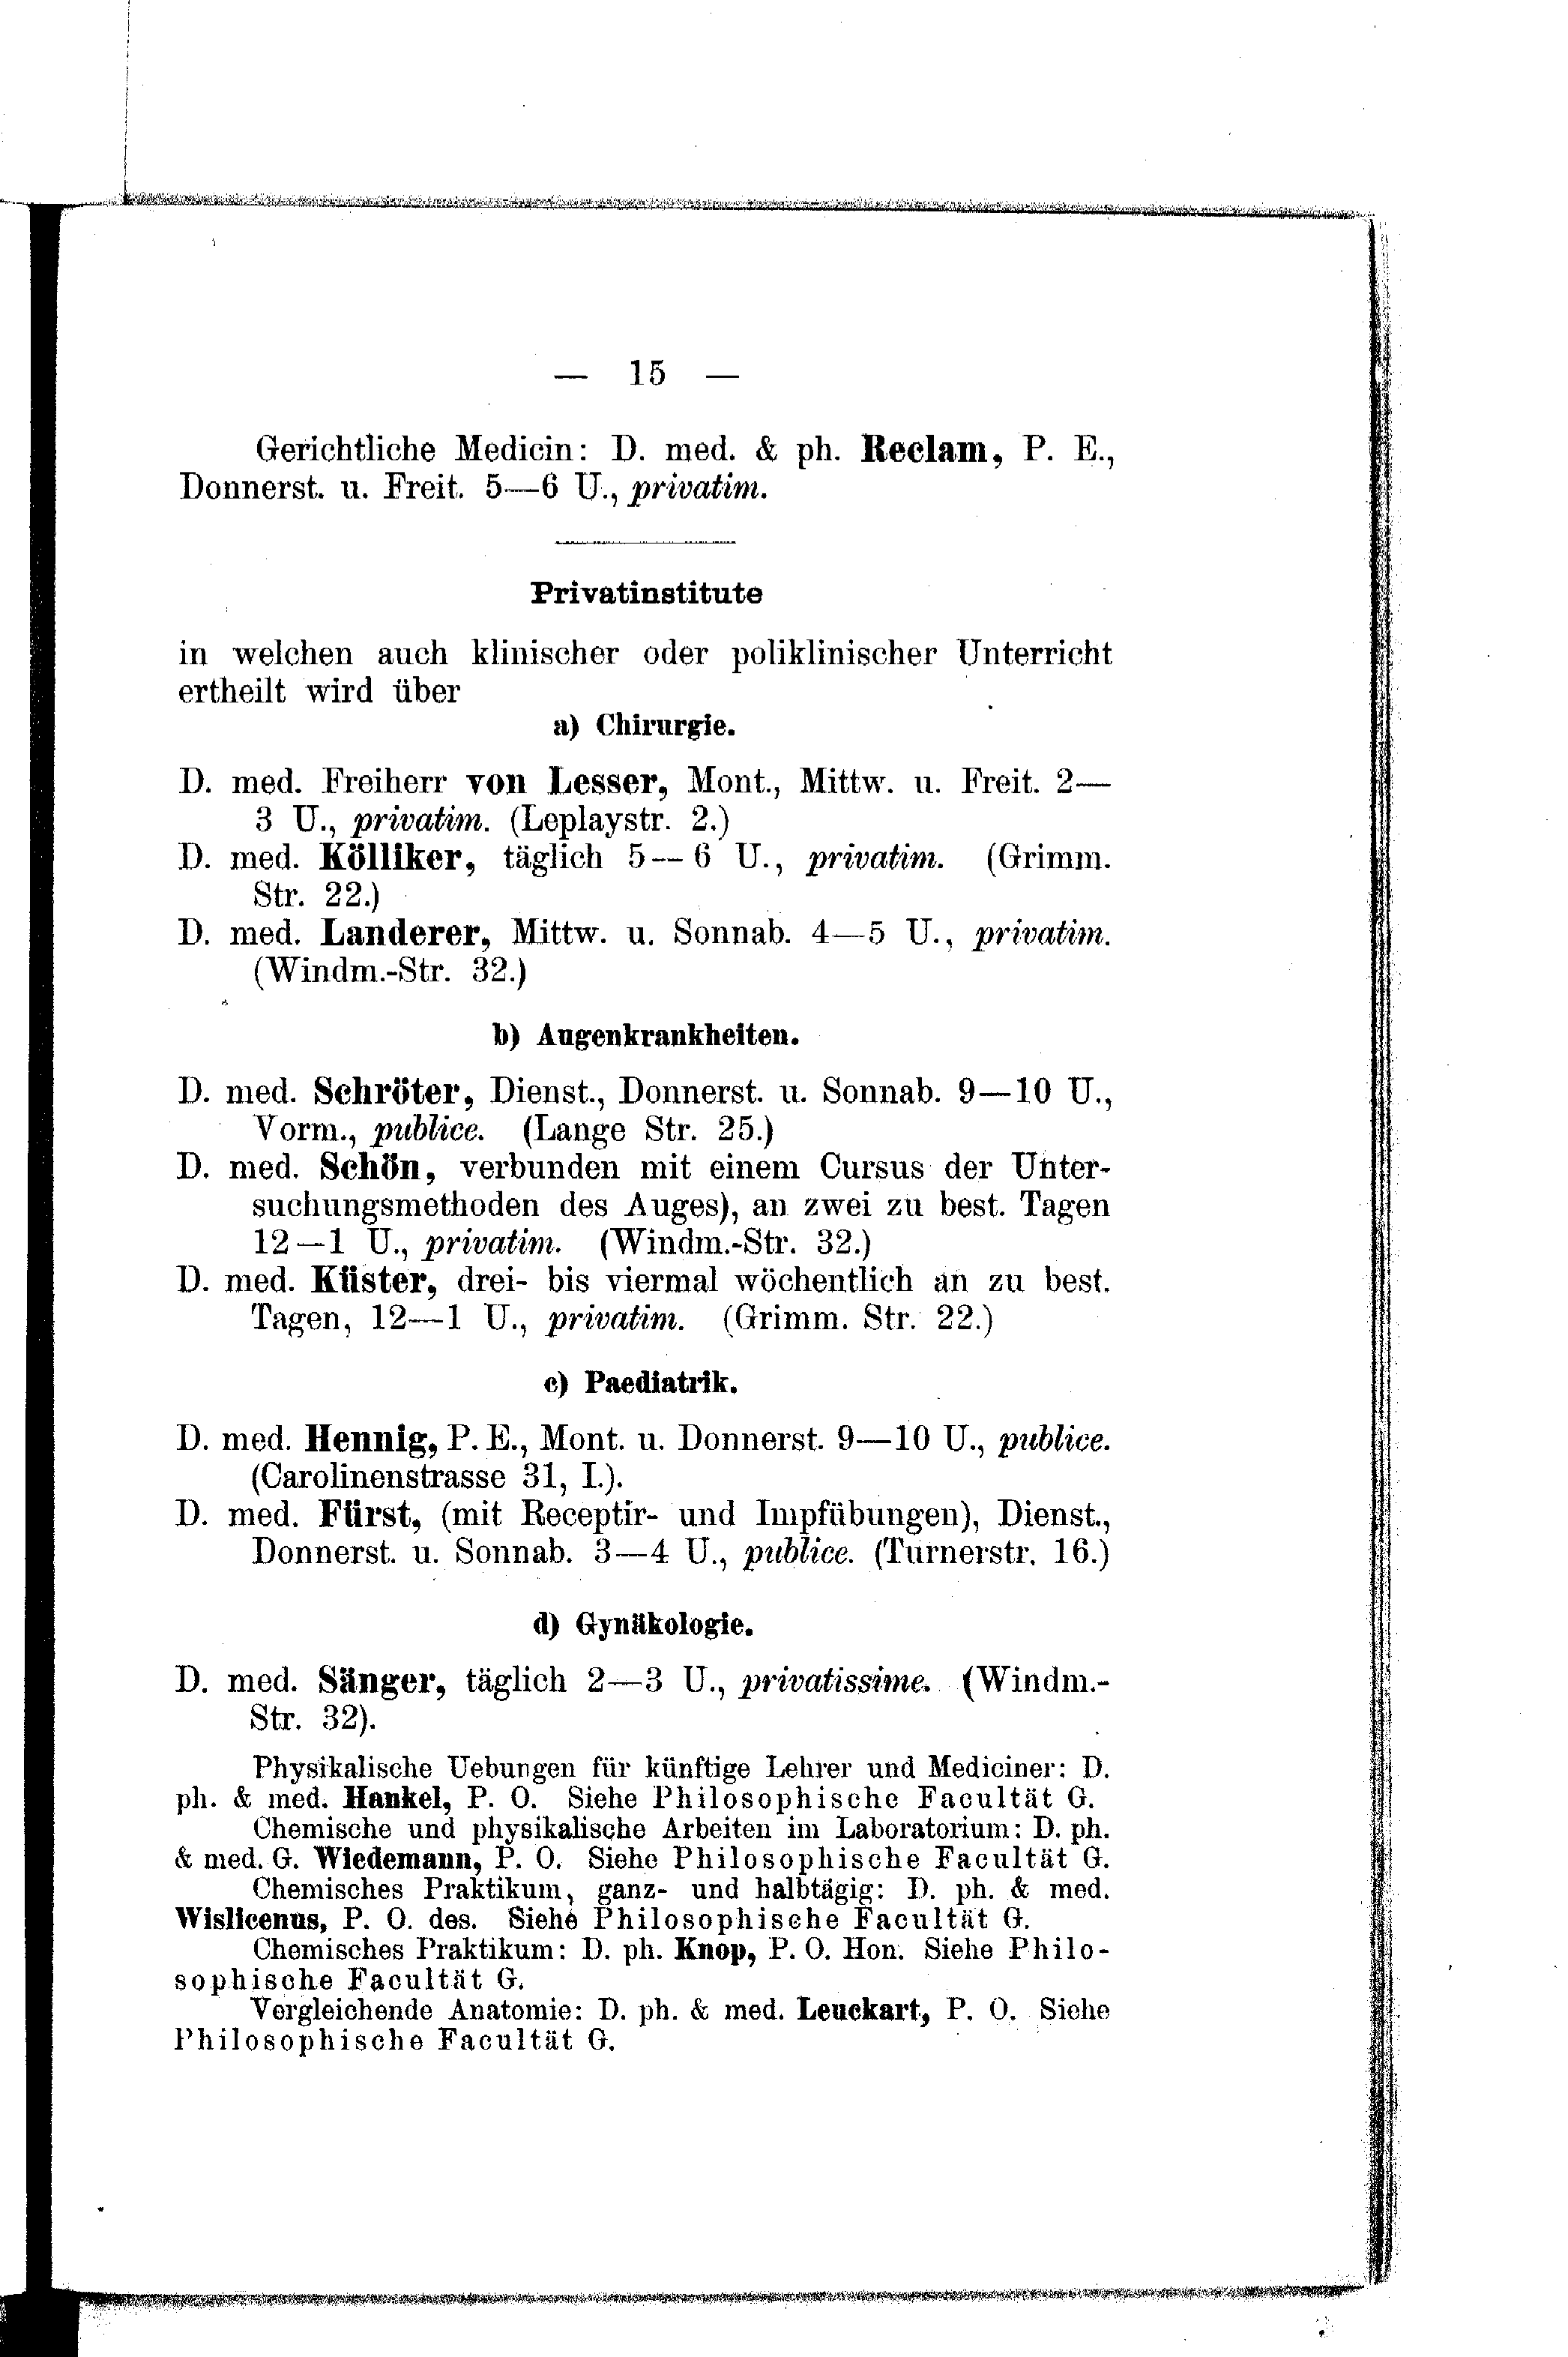 — 15 —
Gerichtliche Medicin: D. med. & ph. Reclam, P. E.,
Donnerst. u. Freit. 5—6 U., privatim.
Privatinstitute
in welchen auch klinischer oder poliklinischer Unterricht
ertheilt wird über
a) Chirurgie.
D. med. Freiherr von Lesser, Mont., Mittw. u. Freit. 2—
3 U., privatim. (Leplaystr. 2.)
D. med. Kölliker, täglich 5—6 U., privatim. (Grimm.
Str. 22.)
D. med. Landerer, Mittw. u. Sonnab. 4—5 U., privatim.
(Windm.-Str. 32.)
b) Augenkrankheiten.
D. med. Schröter, Dienst., Donnerst. u. Sonnab. 9—10 U.,
Vorm., publice. (Lange Str. 25.)
D. med. Schön, verbunden mit einem Cursus der Unter-
suchungsmethoden des Auges), an zwei zu best. Tagen
12—1 U., privatim. (Windm.-Str. 32.)
D. med. Küster, drei- bis viermal wöchentlich an zu best.
Tagen, 12—1 U., privatim. (Grimm. Str. 22.)
c) Paediatrik.
D. med. Hennig, P. E., Mont. u. Donnerst. 9—10 U., publice.
(Carolinenstrasse 31, I.).
D. med. Fürst, (mit Receptir- und Impfübungen), Dienst.,
Donnerst. u. Sonnab. 3—4 U., publice. (Turnerstr. 16.)
d) Gynäkologie.
D. med. Sänger, täglich 2—3 U., privatissime. (Windm.-
Str. 32).
Physikalische Uebungen für künftige Lehrer und Mediciner: D.
ph. & med. Hankel, P. O. Siehe Philosophische Facultät G.
Chemische und physikalische Arbeiten im Laboratorium: D. ph.
& med. G. Wiedemann, P. O. Siehe Philosophische Facultät G.
Chemisches Praktikum, ganz- und halbtägig: D. ph. & med.
Wislicenus, P. O. des. Siehe Philosophische Facultät G.
Chemisches Praktikum: D. ph. Knop, P. O. Hon. Siehe Philo-
sophische Facultät G.
Vergleichende Anatomie: D. ph. & med. Leuckart, P. O. Siehe
Philosophische Facultät G.